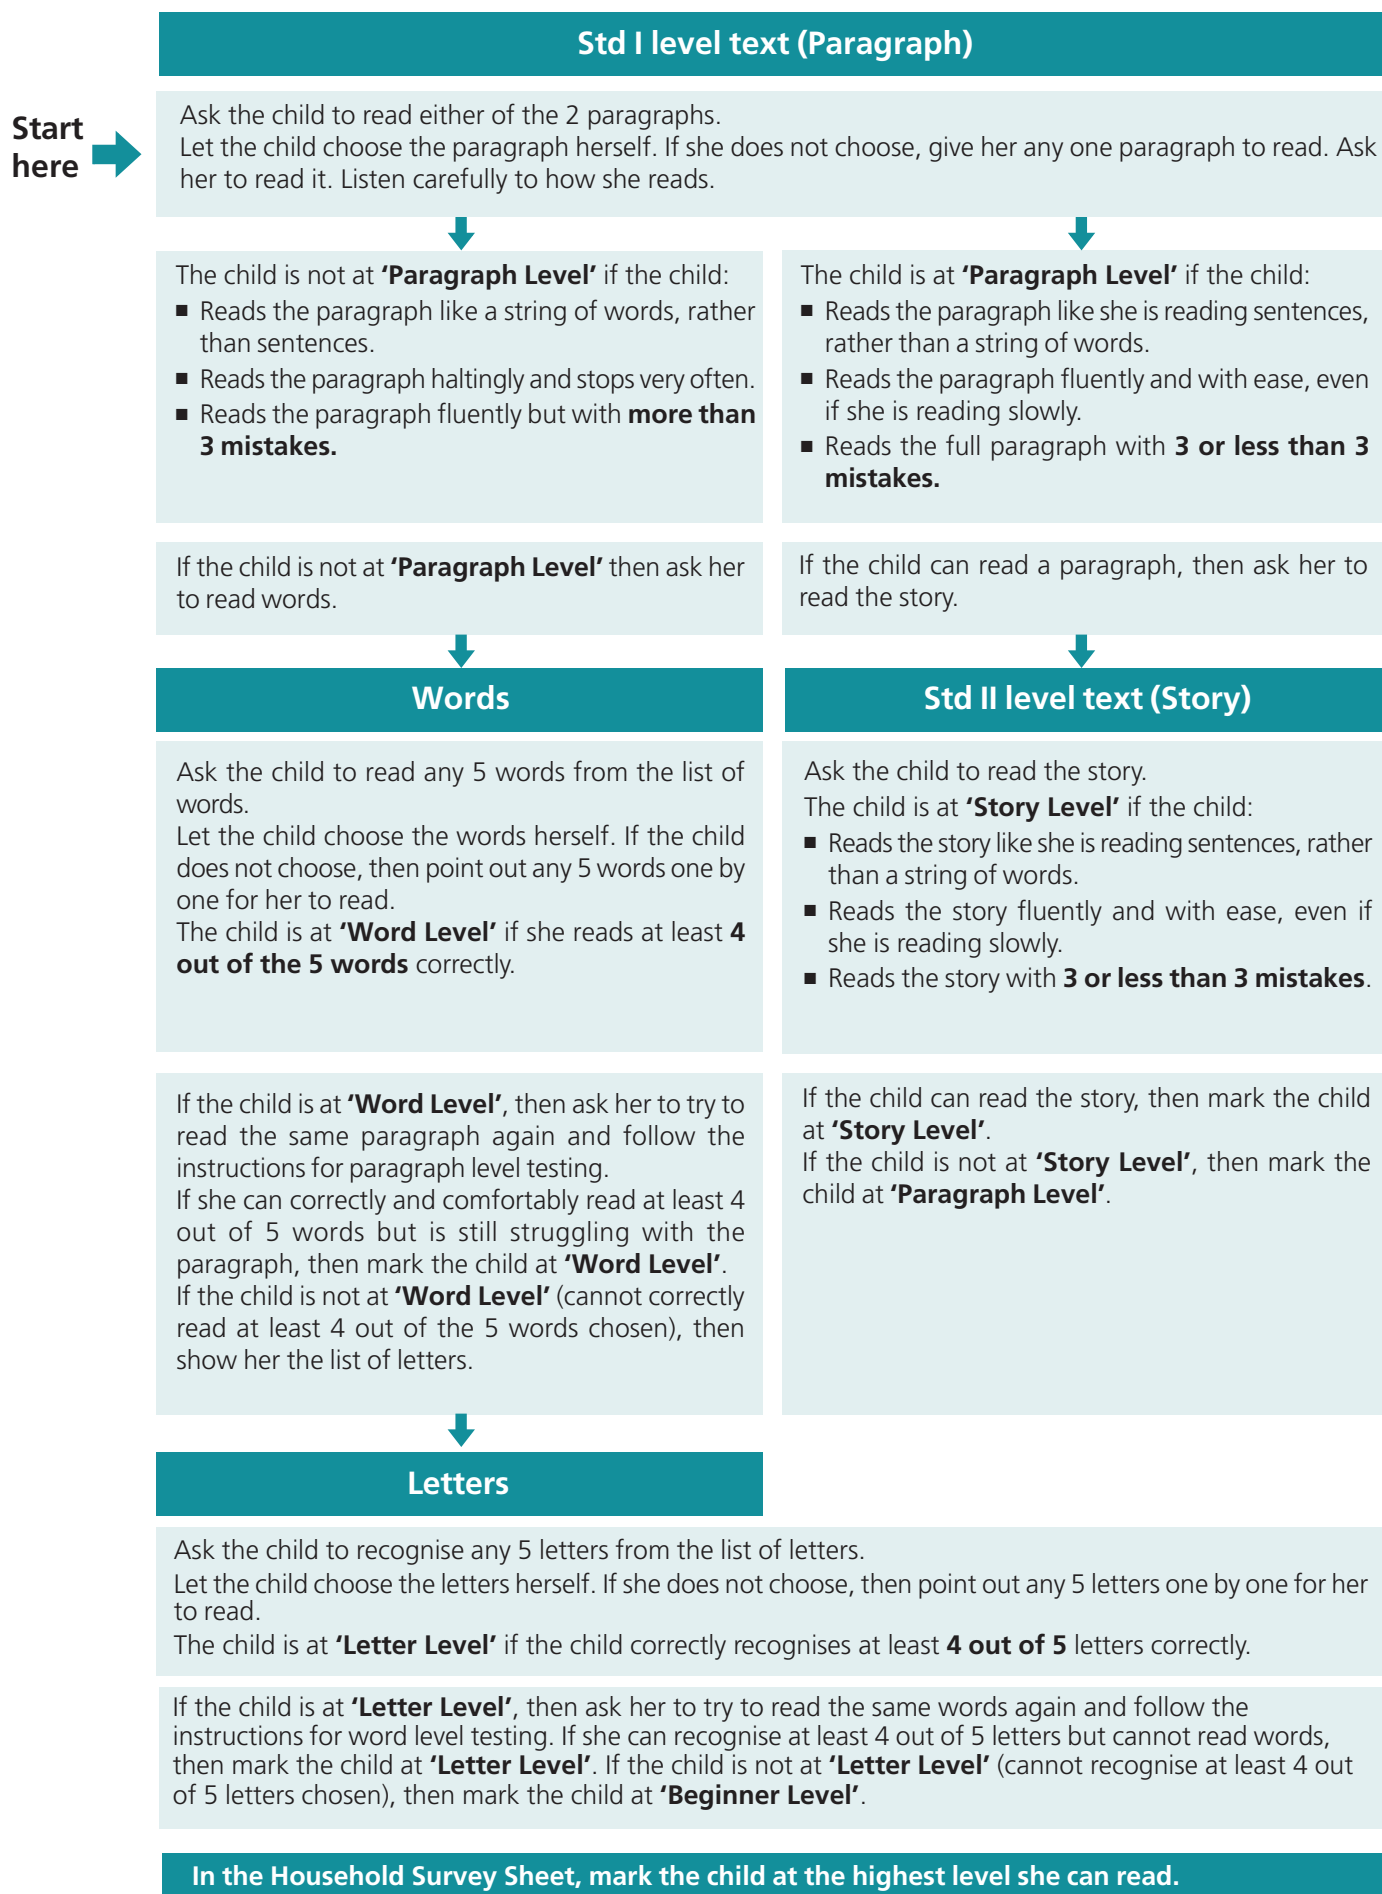 Std I level text (Paragraph)
Start
here
Ask the child to read either of the 2 paragraphs.
Let the child choose the paragraph herself. If she does not choose, give her any one paragraph to read. Ask
her to read it. Listen carefully to how she reads.
The child is not at ‘Paragraph Level’ if the child:
■ Reads the paragraph like a string of words, rather
than sentences.
■ Reads the paragraph haltingly and stops very often.
■ Reads the paragraph fluently but with more than
3 mistakes.
The child is at ‘Paragraph Level’ if the child:
■ Reads the paragraph like she is reading sentences,
rather than a string of words.
■ Reads the paragraph fluently and with ease, even
if she is reading slowly.
■ Reads the full paragraph with 3 or less than 3
mistakes.
If the child is not at ‘Paragraph Level’ then ask her
to read words.
If the child can read a paragraph, then ask her to
read the story.
Words
Ask the child to read any 5 words from the list of
words.
Let the child choose the words herself. If the child
does not choose, then point out any 5 words one by
one for her to read.
The child is at ‘Word Level’ if she reads at least 4
out of the 5 words correctly.
Std II level text (Story)
Ask the child to read the story.
The child is at ‘Story Level’ if the child:
■ Reads the story like she is reading sentences, rather
than a string of words.
■ Reads the story fluently and with ease, even if
she is reading slowly.
■ Reads the story with 3 or less than 3 mistakes.
If the child is at ‘Word Level’, then ask her to try to
read the same paragraph again and follow the
instructions for paragraph level testing.
If she can correctly and comfortably read at least 4
out of 5 words but is still struggling with the
paragraph, then mark the child at ‘Word Level’.
If the child is not at ‘Word Level’ (cannot correctly
read at least 4 out of the 5 words chosen), then
show her the list of letters.
If the child can read the story, then mark the child
at ‘Story Level’.
If the child is not at ‘Story Level’, then mark the
child at ‘Paragraph Level’.
Letters
Ask the child to recognise any 5 letters from the list of letters.
Let the child choose the letters herself. If she does not choose, then point out any 5 letters one by one for her
to read.
The child is at ‘Letter Level’ if the child correctly recognises at least 4 out of 5 letters correctly.
If the child is at ‘Letter Level’, then ask her to try to read the same words again and follow the
instructions for word level testing. If she can recognise at least 4 out of 5 letters but cannot read words,
then mark the child at ‘Letter Level’. If the child is not at ‘Letter Level’ (cannot recognise at least 4 out
of 5 letters chosen), then mark the child at ‘Beginner Level’.
In the Household Survey Sheet, mark the child at the highest level she can read.